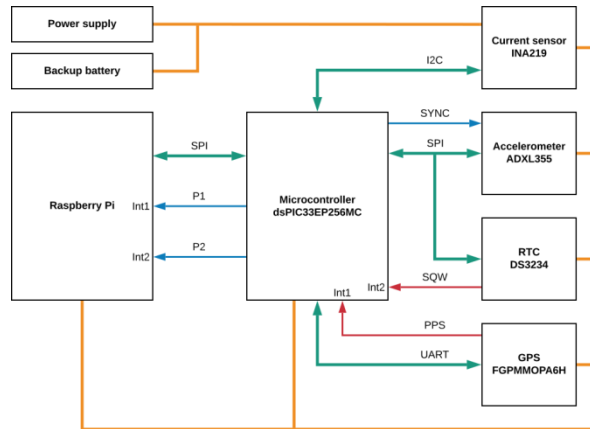 Power supply
Backup battery
Current sensor
INA219
I2C
SYNC
SPI
Accelerometer
ADXL355
SPI
Raspberry Pi
Int1
P1
Microcontroller
dsPIC33EP256MC
P2
Int2
RTC
DS3234
SQW
Int2
Int1
PPS
UART
GPS
FGPMMOPA6H